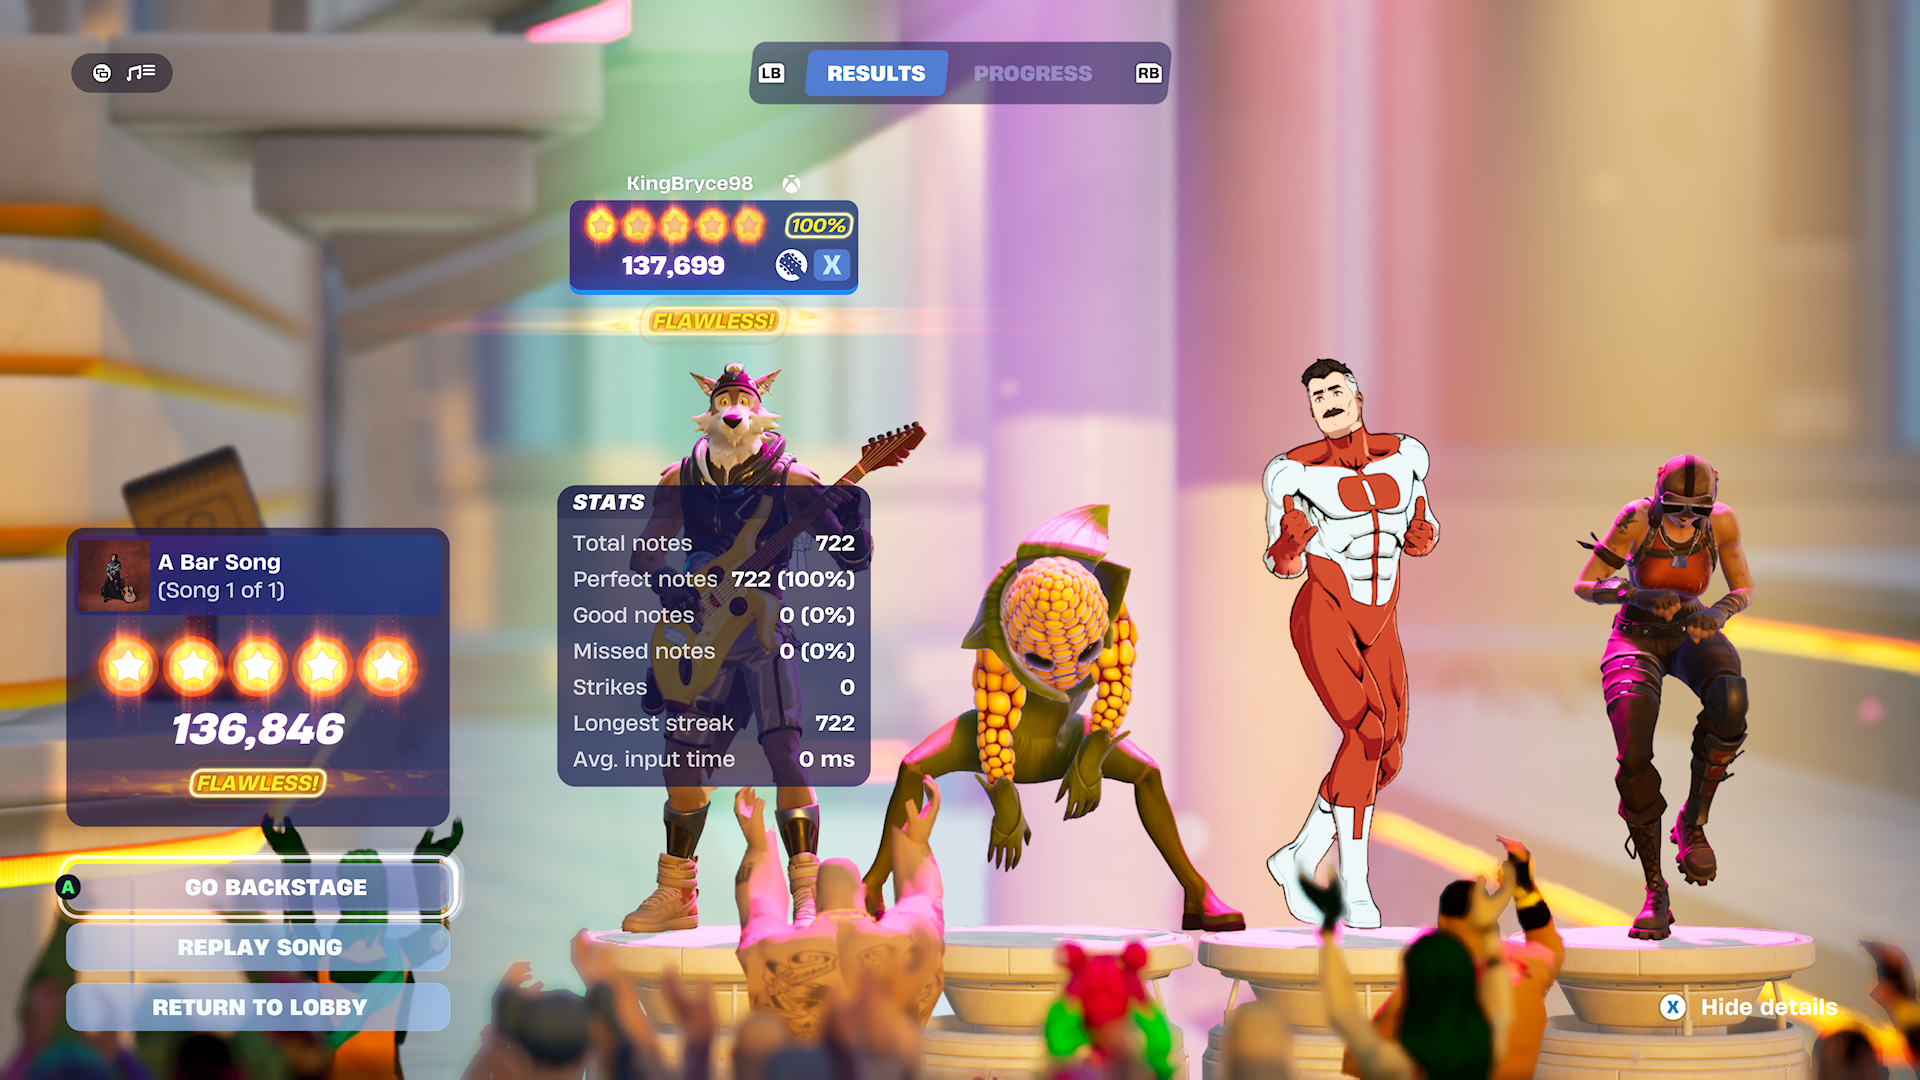 LB
RESULTS
PROGRESS
RB
KingBryce98
100%
137,699
X
FLAWLESS!
STATS
Total notes 722
Perfect notes 722 (100%)
Good notes 0 (0%)
Missed notes 0 (0%)
Strikes 0
Longest streak 722
Avg. input time 0 ms
A Bar Song
(Song 1 of 1)
136,846
FLAWLESS!
A GO BACKSTAGE
REPLAY SONG
RETURN TO LOBBY
X Hide details